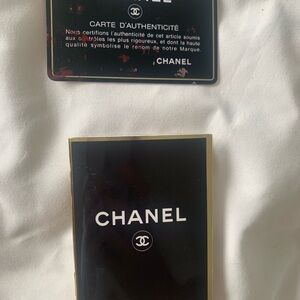 CARTE D'AUTHENTICITÉ
Nous certifions l'authenticité de cet article soumis
aux contrôles les plus rigoureux, et dont la haute
qualité symbolise le renom de notre Marque.
CHANEL
CHANEL